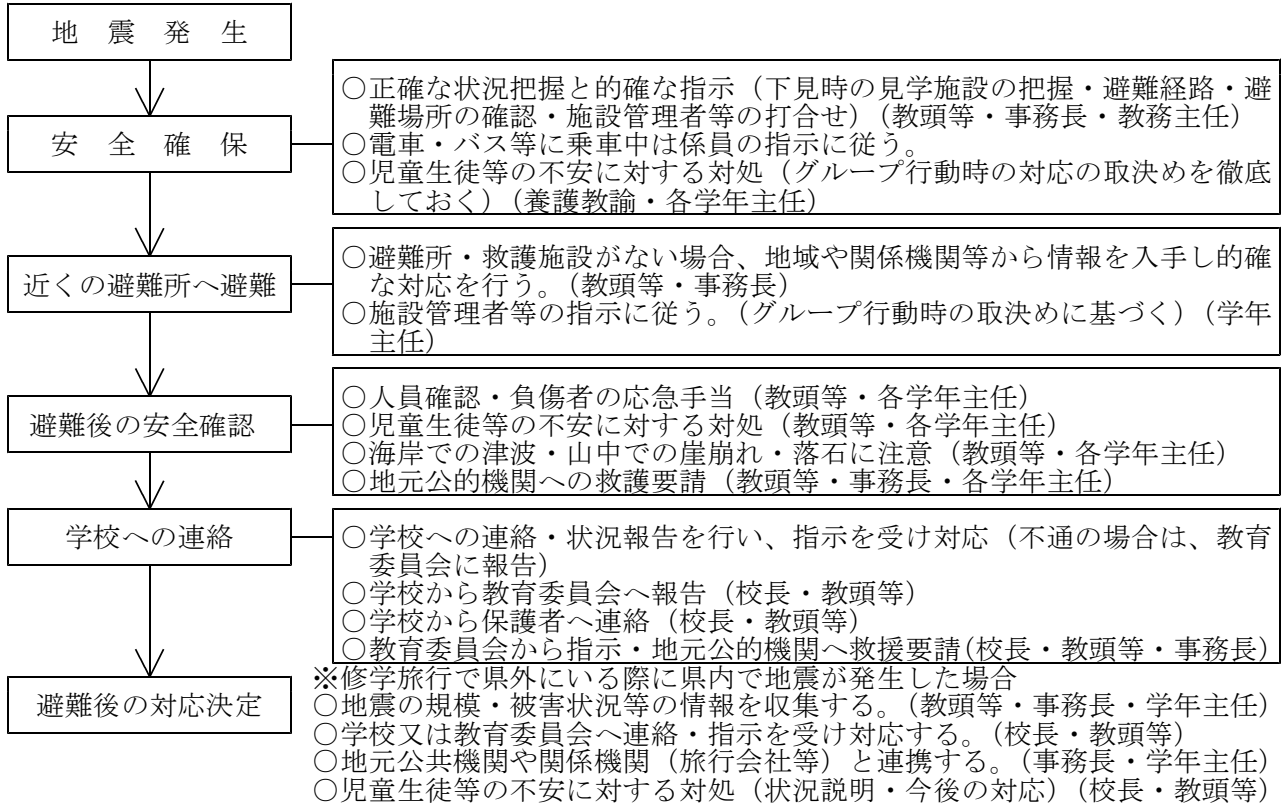 地　震　発　生
安　全　確　保
○正確な状況把握と的確な指示（下見時の見学施設の把握・避難経路・避
難場所の確認・施設管理者等の打合せ）（教頭等・事務長・教務主任）
○電車・バス等に乗車中は係員の指示に従う。
○児童生徒等の不安に対する対処（グループ行動時の対応の取決めを徹底
しておく）（養護教諭・各学年主任）
近くの避難所へ避難
○避難所・救護施設がない場合、地域や関係機関等から情報を入手し的確
な対応を行う。（教頭等・事務長）
○施設管理者等の指示に従う。（グループ行動時の取決めに基づく）（学年
主任）
避難後の安全確認
○人員確認・負傷者の応急手当（教頭等・各学年主任）
○児童生徒等の不安に対する対処（教頭等・各学年主任）
○海岸での津波・山中での崖崩れ・落石に注意（教頭等・各学年主任）
○地元公的機関への救護要請（教頭等・事務長・各学年主任）
学校への連絡
○学校への連絡・状況報告を行い、指示を受け対応（不通の場合は、教育
委員会に報告）
○学校から教育委員会へ報告（校長・教頭等）
○学校から保護者へ連絡（校長・教頭等）
○教育委員会から指示・地元公的機関へ救援要請(校長・教頭等・事務長）
避難後の対応決定
※修学旅行で県外にいる際に県内で地震が発生した場合
○地震の規模・被害状況等の情報を収集する。（教頭等・事務長・学年主任）
○学校又は教育委員会へ連絡・指示を受け対応する。（校長・教頭等）
○地元公共機関や関係機関（旅行会社等）と連携する。（事務長・学年主任）
○児童生徒等の不安に対する対処（状況説明・今後の対応）（校長・教頭等）